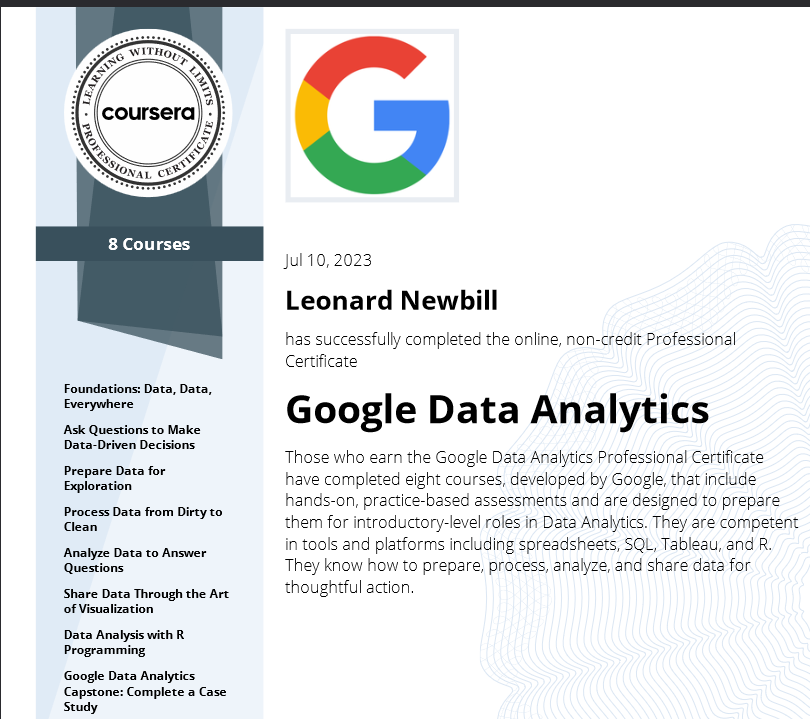 LEARNING WITHOUT LIMITS
coursera
PROFESSIONAL CERTIFICATE
8 Courses
Foundations: Data, Data,
Everywhere
Ask Questions to Make
Data-Driven Decisions
Prepare Data for
Exploration
Process Data from Dirty to
Clean
Analyze Data to Answer
Questions
Share Data Through the Art
of Visualization
Data Analysis with R
Programming
Google Data Analytics
Capstone: Complete a Case
Study
G
Jul 10, 2023
Leonard Newbill
has successfully completed the online, non-credit Professional
Certificate
Google Data Analytics
Those who earn the Google Data Analytics Professional Certificate
have completed eight courses, developed by Google, that include
hands-on, practice-based assessments and are designed to prepare
them for introductory-level roles in Data Analytics. They are competent
in tools and platforms including spreadsheets, SQL, Tableau, and R.
They know how to prepare, process, analyze, and share data for
thoughtful action.